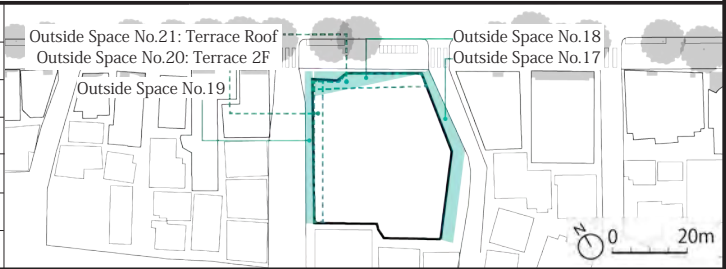 Outside Space No.21: Terrace Roof
Outside Space No.20: Terrace 2F
Outside Space No.19
Outside Space No.18
Outside Space No.17
N
0 20m